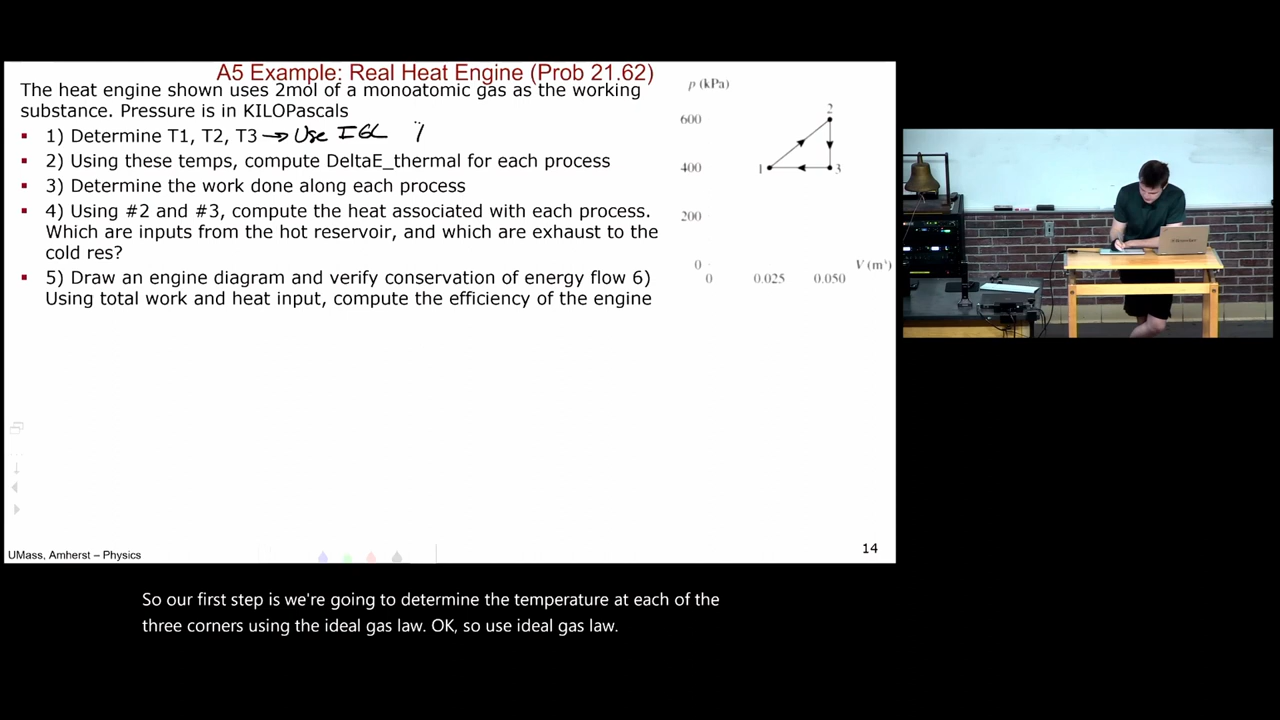 A5 Example: Real Heat Engine (Prob 21.62)
The heat engine shown uses 2mol of a monoatomic gas as the working
substance. Pressure is in KILOPascals
1) Determine T1, T2, T3 → Use IGL
2) Using these temps, compute DeltaE_thermal for each process
3) Determine the work done along each process
4) Using #2 and #3, compute the heat associated with each process.
Which are inputs from the hot reservoir, and which are exhaust to the
cold res?
5) Draw an engine diagram and verify conservation of energy flow 6)
Using total work and heat input, compute the efficiency of the engine
p (kPa)
2
600
400
1
3
200
0
V (m³)
0
0.025
0.050
UMass, Amherst – Physics
14
So our first step is we're going to determine the temperature at each of the
three corners using the ideal gas law. OK, so use ideal gas law.